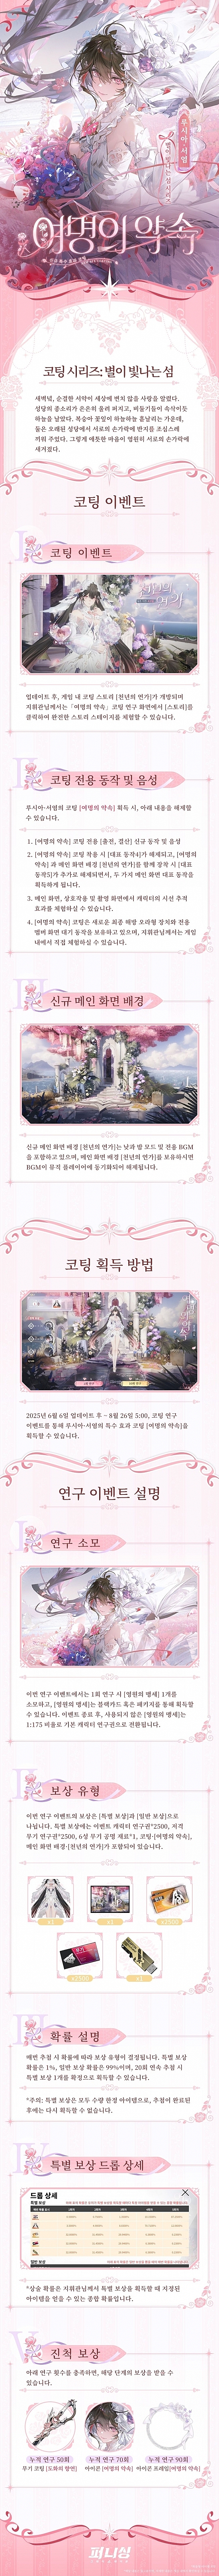 루시아·서염
여명의 약속
코팅 시리즈: 별이 빛나는 섬
새벽녘, 순결한 서약이 세상에 변치 않을 사랑을 알렸다.
성당의 종소리가 은은히 울려 퍼지고, 비둘기들이 속삭이듯
하늘을 날았다. 복숭아 꽃잎이 하늘하늘 흩날리는 가운데,
둘은 오래된 성당에서 서로의 손가락에 반지를 조심스레
끼워 주었다. 그렇게 애틋한 마음이 영원히 서로의 손가락에
새겨졌다.
코팅 이벤트
코팅 이벤트
천년의 연가
업데이트 후, 게임 내 코팅 스토리 [천년의 연가]가 개방되며
지휘관님께서는 「여명의 약속」 코팅 연구 화면에서 [스토리]를
클릭하여 완전한 스토리 스테이지를 체험할 수 있습니다.
코팅 전용 동작 및 음성
루시아·서염의 코팅 [여명의 약속] 획득 시, 아래 내용을 해제할
수 있습니다.
1. [여명의 약속] 코팅 전용 [출전, 결산] 신규 동작 및 음성
2. [여명의 약속] 코팅 착용 시 [대표 동작4]가 해제되고, [여명의
약속] 과 메인 화면 배경 [천년의 연가]를 함께 장착 시 [대표
동작5]가 추가로 해제되면서, 두 가지 메인 화면 대표 동작을
획득하게 됩니다.
3. 메인 화면, 상호작용 및 촬영 화면에서 캐릭터의 시선 추적
효과를 체험하실 수 있습니다.
4. [여명의 약속] 코팅은 새로운 최종 해방 오라형 장치와 전용
멤버 화면 대기 동작을 보유하고 있으며, 지휘관님께서는 게임
내에서 직접 체험하실 수 있습니다.
신규 메인 화면 배경
신규 메인 화면 배경 [천년의 연가]는 낮과 밤 모드 및 전용 BGM
을 포함하고 있으며, 메인 화면 배경 [천년의 연가]를 보유하시면
BGM이 뮤직 플레이어에 동기화되어 해제됩니다.
코팅 획득 방법
2025년 6월 6일 업데이트 후 ~ 8월 26일 5:00, 코팅 연구
이벤트를 통해 루시아·서염의 특수 효과 코팅 [여명의 약속]을
획득할 수 있습니다.
연구 이벤트 설명
연구 소모
이번 연구 이벤트에서는 1회 연구 시 [영원의 맹세] 1개를
소모하고, [영원의 맹세]는 블랙카드 혹은 패키지를 통해 획득할
수 있습니다. 이벤트 종료 후, 사용되지 않은 [영원의 맹세]는
1:175 비율로 기본 캐릭터 연구권으로 전환됩니다.
보상 유형
이번 연구 이벤트의 보상은 [특별 보상]과 [일반 보상]으로
나뉩니다. 특별 보상에는 이벤트 캐릭터 연구권*2500, 저격
무기 연구권*2500, 6성 무기 공명 재료*1, 코팅-[여명의 약속],
메인 화면 배경-[천년의 연가]가 포함되어 있습니다.
x1
x1
x2500
x2500
x1
확률 설명
매번 추첨 시 확률에 따라 보상 유형이 결정됩니다. 특별 보상
확률은 1%, 일반 보상 확률은 99%이며, 20회 연속 추첨 시
특별 보상 1개를 확정으로 획득할 수 있습니다.
*주의: 특별 보상은 모두 수량 한정 아이템으로, 추첨이 완료된
후에는 다시 획득할 수 없습니다.
특별 보상 드롭 상세
드롭 상세
특별 보상
일반 보상
*상술 확률은 지휘관님께서 특별 보상을 획득할 때 지정된
아이템을 얻을 수 있는 종합 확률입니다.
진척 보상
아래 연구 횟수를 충족하면, 해당 단계의 보상을 받을 수
있습니다.
누적 연구 50회
누적 연구 70회
누적 연구 90회
무기 코팅 [도화의 향연]
아이콘 [여명의 약속]
아이콘 프레임[여명의 약속]
퍼니싱